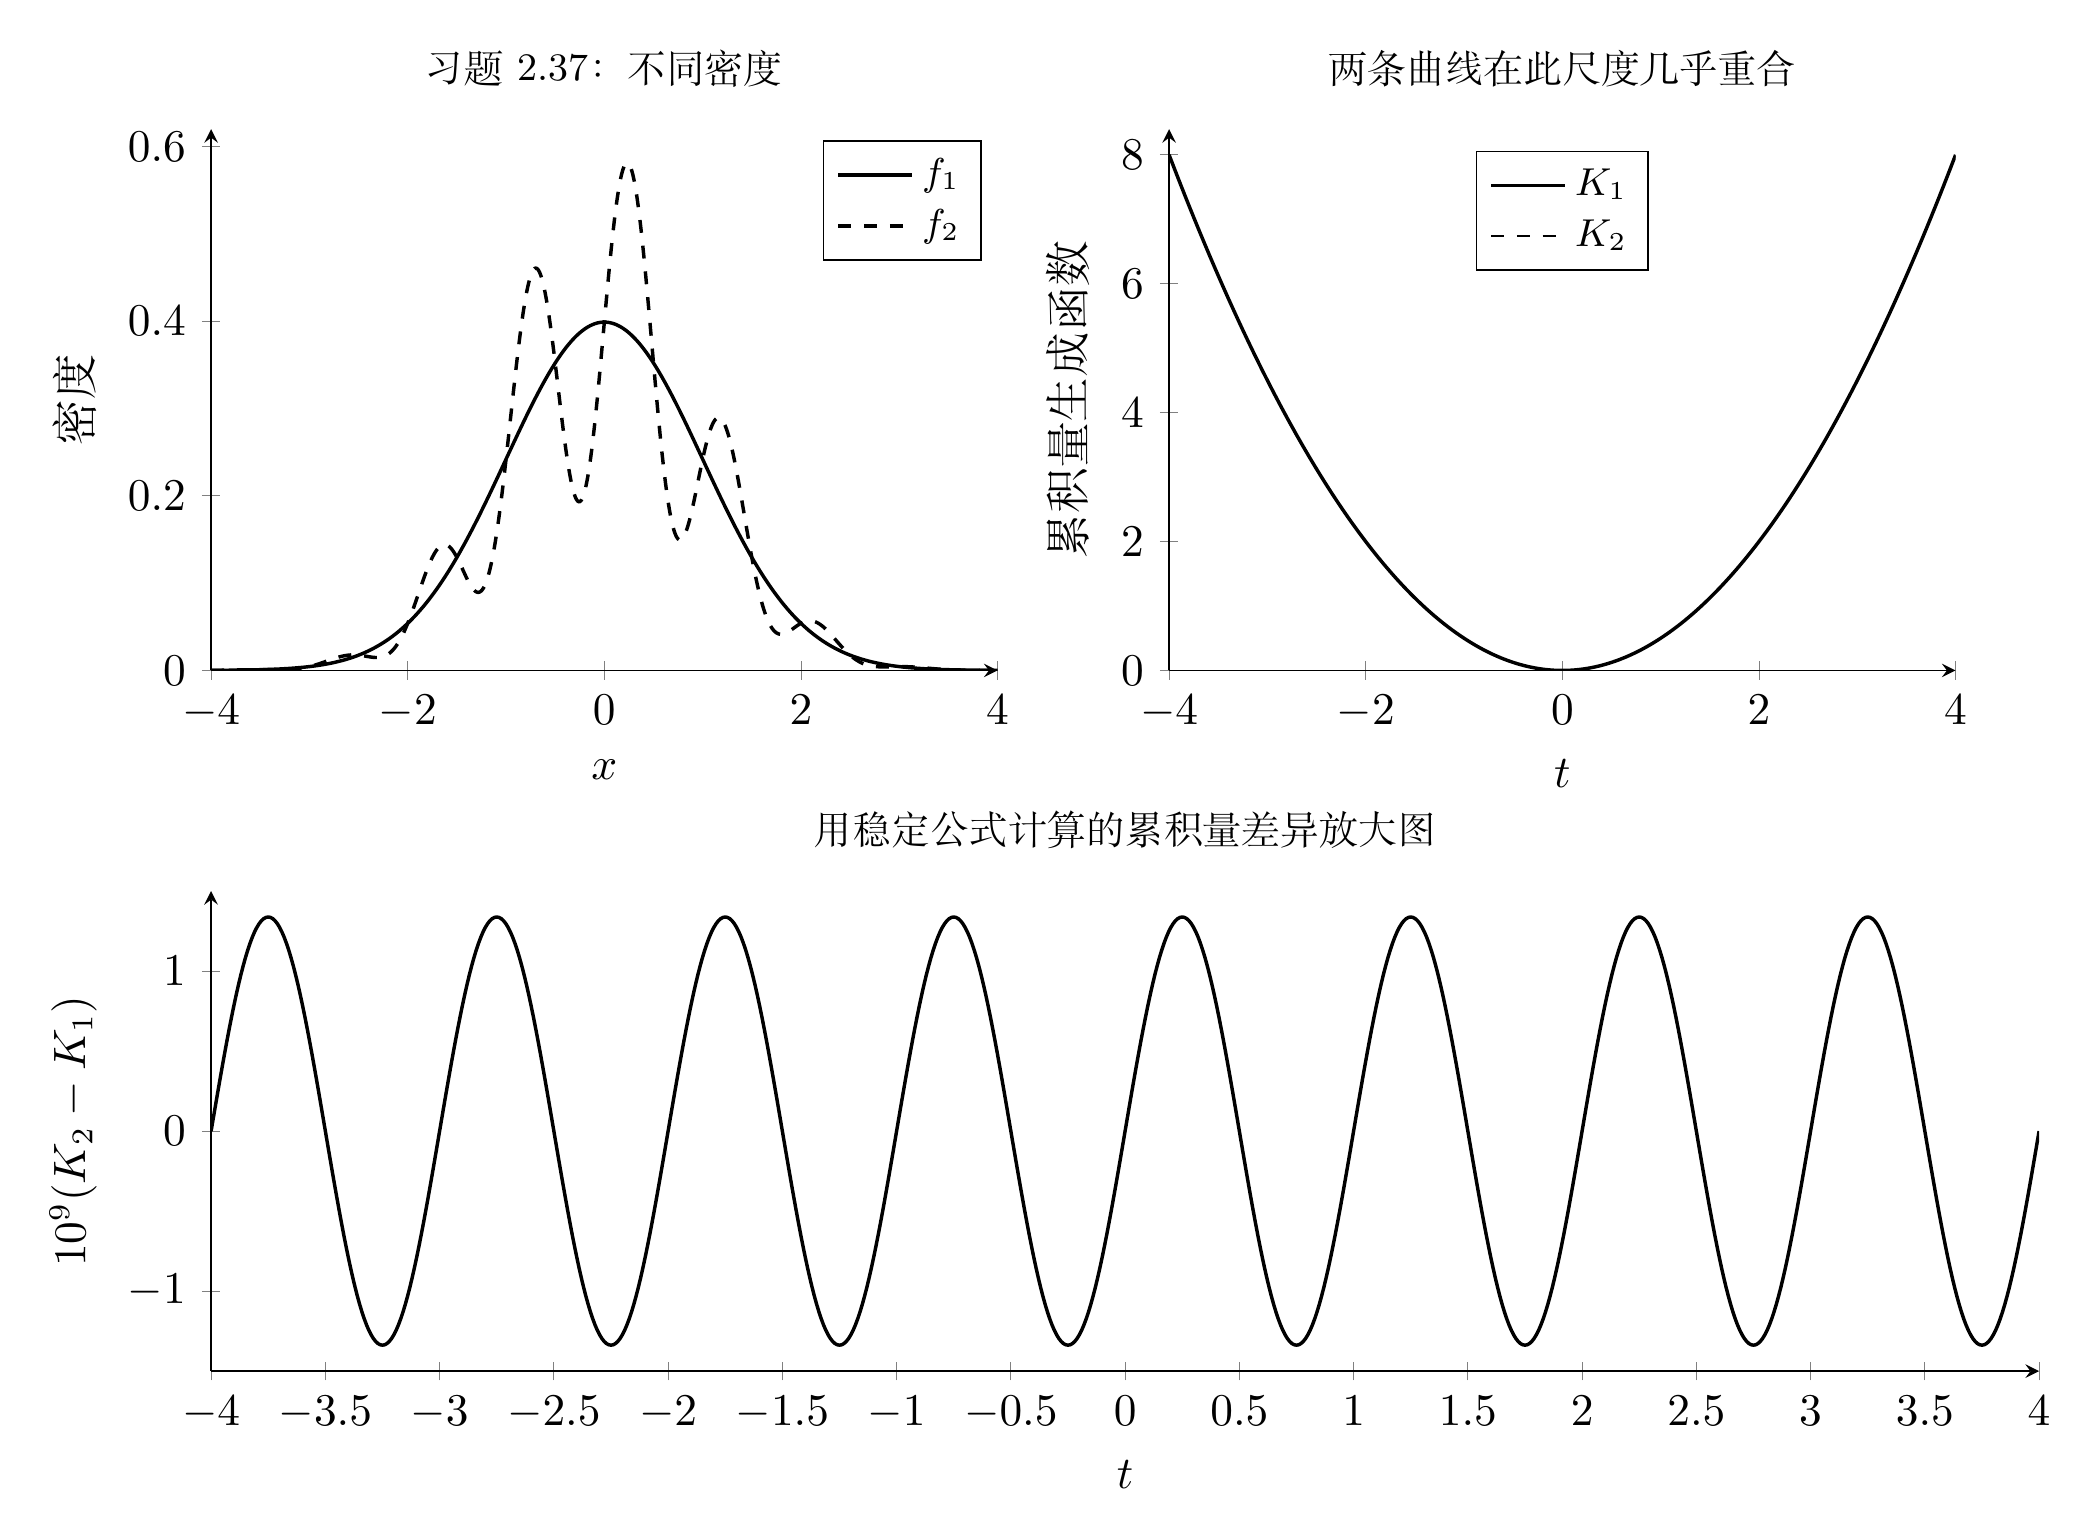 习题 2.37：不同密度
密度
0.6
0.4
0.2
0
−4 −2 0 2 4
x
f₁
f₂
两条曲线在此尺度几乎重合
累积量生成函数
8
6
4
2
0
−4 −2 0 2 4
t
K₁
K₂
用稳定公式计算的累积量差异放大图
10⁹(K₂ − K₁)
1
0
−1
−4 −3.5 −3 −2.5 −2 −1.5 −1 −0.5 0 0.5 1 1.5 2 2.5 3 3.5 4
t